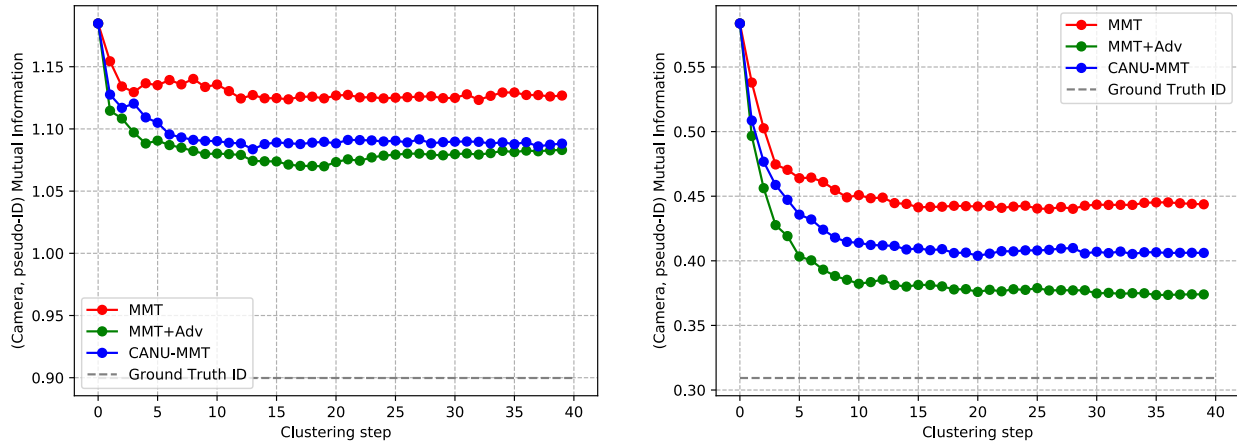 (Camera, pseudo-ID) Mutual Information
1.15
1.10
1.05
1.00
0.95
0.90
MMT
MMT+Adv
CANU-MMT
Ground Truth ID
0 5 10 15 20 25 30 35 40
Clustering step
(Camera, pseudo-ID) Mutual Information
0.55
0.50
0.45
0.40
0.35
0.30
MMT
MMT+Adv
CANU-MMT
Ground Truth ID
0 5 10 15 20 25 30 35 40
Clustering step